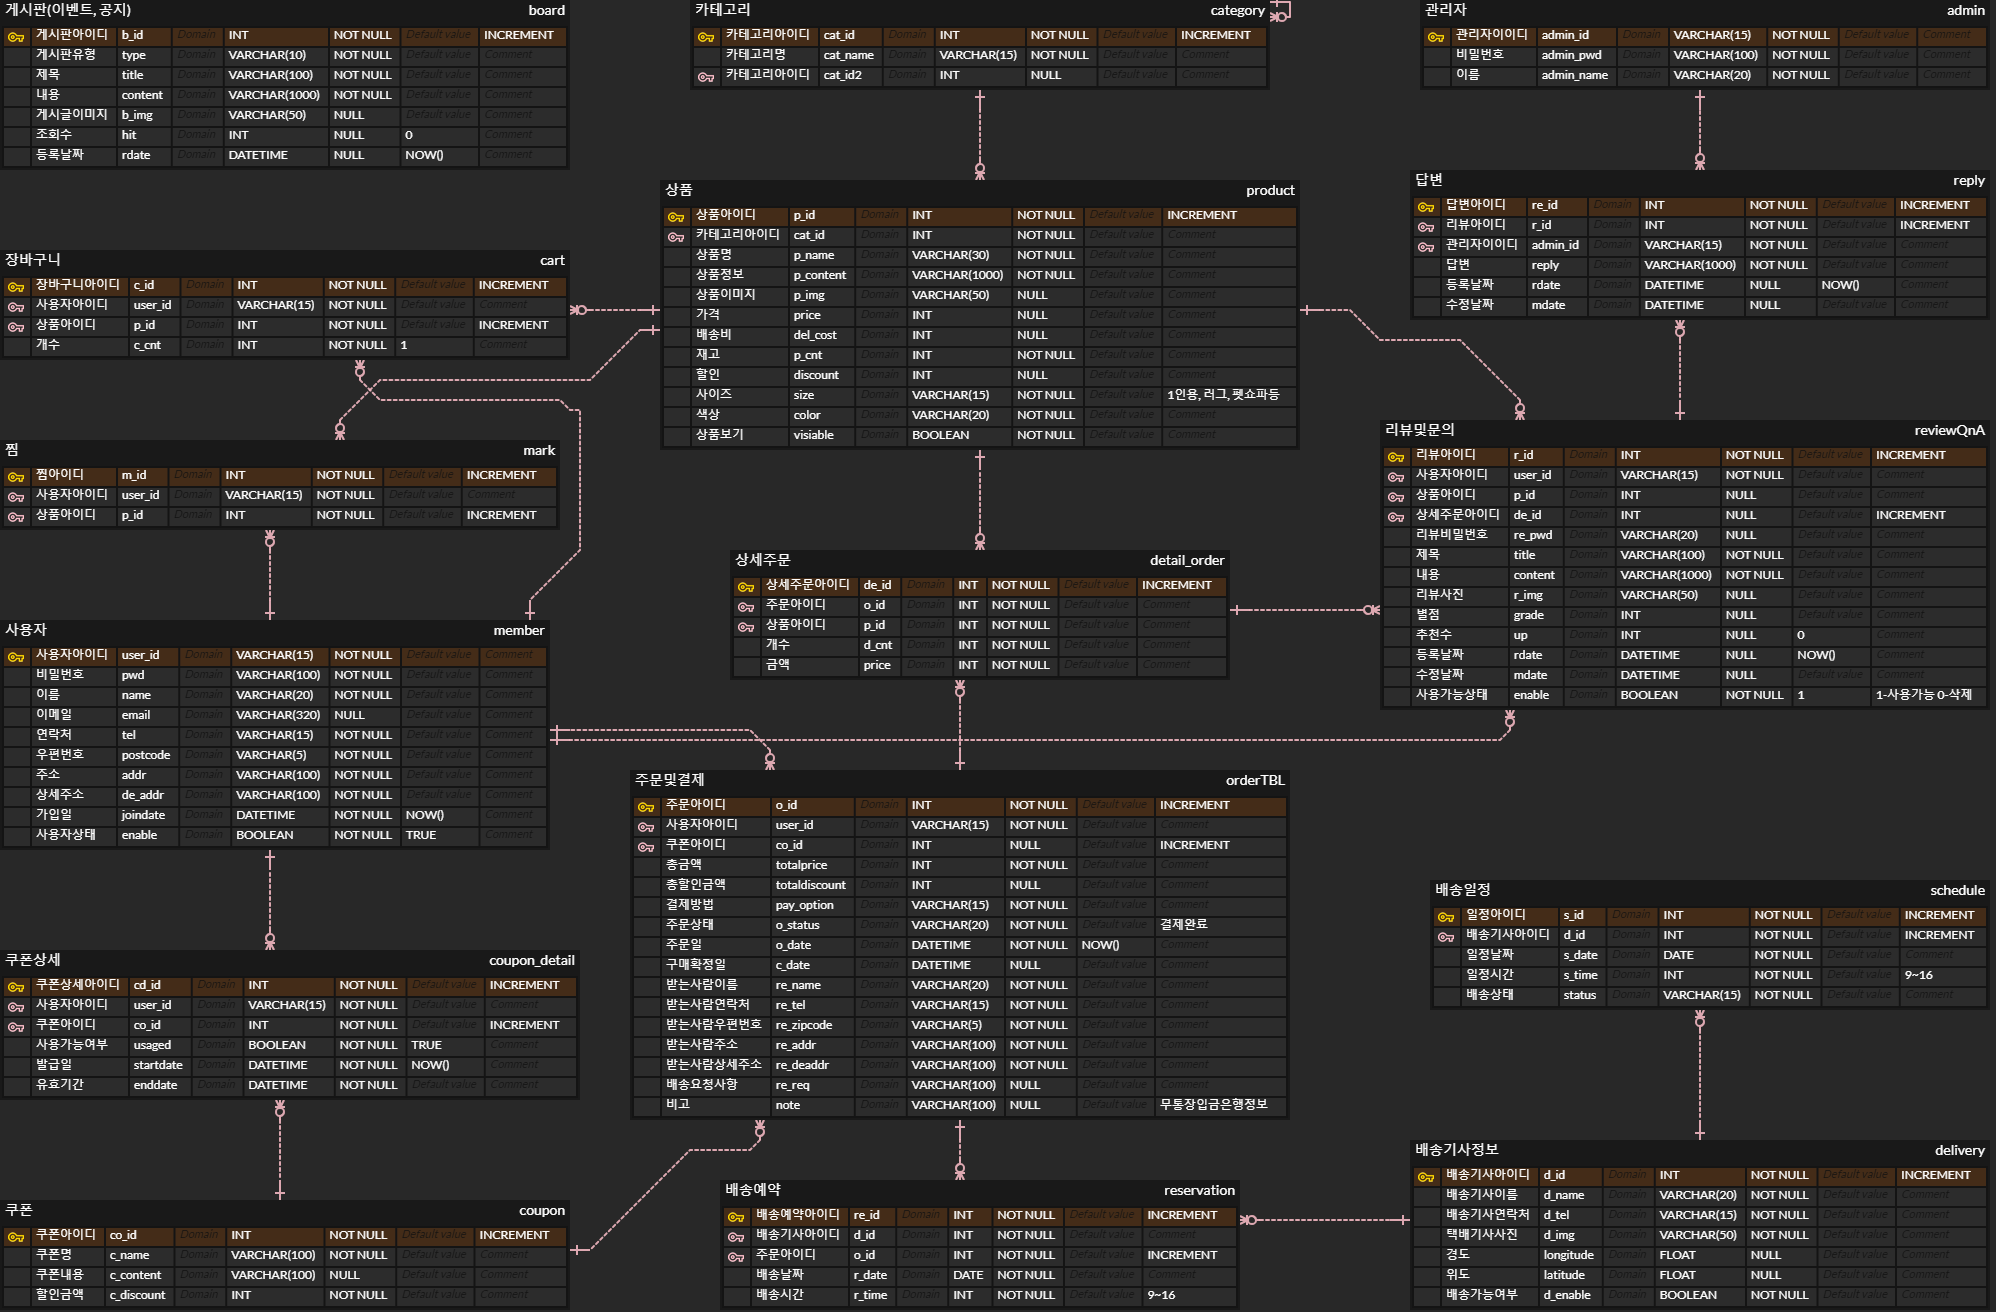 게시판(이벤트, 공지) board
게시판아이디 b_id Domain INT NOT NULL Default value INCREMENT
게시판유형 type Domain VARCHAR(10) NOT NULL Default value Comment
제목 title Domain VARCHAR(100) NOT NULL Default value Comment
내용 content Domain VARCHAR(1000) NOT NULL Default value Comment
게시글이미지 b_img Domain VARCHAR(50) NULL Default value Comment
조회수 hit Domain INT NULL 0 Comment
등록날짜 rdate Domain DATETIME NULL NOW() Comment
카테고리 category
카테고리아이디 cat_id Domain INT NOT NULL Default value INCREMENT
카테고리명 cat_name Domain VARCHAR(15) NOT NULL Default value Comment
카테고리아이디 cat_id2 Domain INT NULL Default value Comment
관리자 admin
관리자이이디 admin_id Domain VARCHAR(15) NOT NULL Default value Comment
비밀번호 admin_pwd Domain VARCHAR(100) NOT NULL Default value Comment
이름 admin_name Domain VARCHAR(20) NOT NULL Default value Comment
상품 product
상품아이디 p_id Domain INT NOT NULL Default value INCREMENT
카테고리아이디 cat_id Domain INT NOT NULL Default value Comment
상품명 p_name Domain VARCHAR(30) NOT NULL Default value Comment
상품정보 p_content Domain VARCHAR(1000) NOT NULL Default value Comment
상품이미지 p_img Domain VARCHAR(50) NULL Default value Comment
가격 price Domain INT NULL Default value Comment
배송비 del_cost Domain INT NULL Default value Comment
재고 p_cnt Domain INT NOT NULL Default value Comment
할인 discount Domain INT NULL Default value Comment
사이즈 size Domain VARCHAR(15) NOT NULL Default value 1인용, 러그, 펫쇼파등
색상 color Domain VARCHAR(20) NOT NULL Default value Comment
상품보기 visiable Domain BOOLEAN NOT NULL Default value Comment
답변 reply
답변아이디 re_id Domain INT NOT NULL Default value INCREMENT
리뷰아이디 r_id Domain INT NOT NULL Default value INCREMENT
관리자이이디 admin_id Domain VARCHAR(15) NOT NULL Default value Comment
답변 reply Domain VARCHAR(1000) NOT NULL Default value Comment
등록날짜 rdate Domain DATETIME NULL NOW() Comment
수정날짜 mdate Domain DATETIME NULL Default value Comment
장바구니 cart
장바구니아이디 c_id Domain INT NOT NULL Default value INCREMENT
사용자아이디 user_id Domain VARCHAR(15) NOT NULL Default value Comment
상품아이디 p_id Domain INT NOT NULL Default value INCREMENT
개수 c_cnt Domain INT NOT NULL 1 Comment
찜 mark
찜아이디 m_id Domain INT NOT NULL Default value INCREMENT
사용자아이디 user_id Domain VARCHAR(15) NOT NULL Default value Comment
상품아이디 p_id Domain INT NOT NULL Default value INCREMENT
리뷰및문의 reviewQnA
리뷰아이디 r_id Domain INT NOT NULL Default value INCREMENT
사용자아이디 user_id Domain VARCHAR(15) NOT NULL Default value Comment
상품아이디 p_id Domain INT NULL Default value Comment
상세주문아이디 de_id Domain INT NULL Default value INCREMENT
리뷰비밀번호 re_pwd Domain VARCHAR(20) NULL Default value Comment
제목 title Domain VARCHAR(100) NOT NULL Default value Comment
내용 content Domain VARCHAR(1000) NOT NULL Default value Comment
리뷰사진 r_img Domain VARCHAR(50) NULL Default value Comment
별점 grade Domain INT NULL Default value Comment
추천수 up Domain INT NULL 0 Comment
등록날짜 rdate Domain DATETIME NULL NOW() Comment
수정날짜 mdate Domain DATETIME NULL Default value Comment
사용가능상태 enable Domain BOOLEAN NOT NULL 1 1-사용가능 0-삭제
상세주문 detail_order
상세주문아이디 de_id Domain INT NOT NULL Default value INCREMENT
주문아이디 o_id Domain INT NOT NULL Default value Comment
상품아이디 p_id Domain INT NOT NULL Default value Comment
개수 d_cnt Domain INT NOT NULL Default value Comment
금액 price Domain INT NOT NULL Default value Comment
사용자 member
사용자아이디 user_id Domain VARCHAR(15) NOT NULL Default value Comment
비밀번호 pwd Domain VARCHAR(100) NOT NULL Default value Comment
이름 name Domain VARCHAR(20) NOT NULL Default value Comment
이메일 email Domain VARCHAR(320) NULL Default value Comment
연락처 tel Domain VARCHAR(15) NOT NULL Default value Comment
우편번호 postcode Domain VARCHAR(5) NOT NULL Default value Comment
주소 addr Domain VARCHAR(100) NOT NULL Default value Comment
상세주소 de_addr Domain VARCHAR(100) NOT NULL Default value Comment
가입일 joindate Domain DATETIME NOT NULL NOW() Comment
사용자상태 enable Domain BOOLEAN NOT NULL TRUE Comment
주문및결제 orderTBL
주문아이디 o_id Domain INT NOT NULL Default value INCREMENT
사용자아이디 user_id Domain VARCHAR(15) NOT NULL Default value Comment
쿠폰아이디 co_id Domain INT NULL Default value INCREMENT
총금액 totalprice Domain INT NOT NULL Default value Comment
총할인금액 totaldiscount Domain INT NULL Default value Comment
결제방법 pay_option Domain VARCHAR(15) NOT NULL Default value Comment
주문상태 o_status Domain VARCHAR(20) NOT NULL Default value 결제완료
주문일 o_date Domain DATETIME NOT NULL NOW() Comment
구매확정일 c_date Domain DATETIME NULL Default value Comment
받는사람이름 re_name Domain VARCHAR(20) NOT NULL Default value Comment
받는사람연락처 re_tel Domain VARCHAR(15) NOT NULL Default value Comment
받는사람우편번호 re_zipcode Domain VARCHAR(5) NOT NULL Default value Comment
받는사람주소 re_addr Domain VARCHAR(100) NOT NULL Default value Comment
받는사람상세주소 re_deaddr Domain VARCHAR(100) NOT NULL Default value Comment
배송요청사항 re_req Domain VARCHAR(100) NULL Default value Comment
비고 note Domain VARCHAR(100) NULL Default value 무통장입금은행정보
배송일정 schedule
일정아이디 s_id Domain INT NOT NULL Default value INCREMENT
배송기사아이디 d_id Domain INT NOT NULL Default value INCREMENT
일정날짜 s_date Domain DATE NOT NULL Default value Comment
일정시간 s_time Domain INT NOT NULL Default value 9~16
배송상태 status Domain VARCHAR(15) NOT NULL Default value Comment
쿠폰상세 coupon_detail
쿠폰상세아이디 cd_id Domain INT NOT NULL Default value INCREMENT
사용자아이디 user_id Domain VARCHAR(15) NOT NULL Default value Comment
쿠폰아이디 co_id Domain INT NOT NULL Default value INCREMENT
사용가능여부 usaged Domain BOOLEAN NOT NULL TRUE Comment
발급일 startdate Domain DATETIME NOT NULL NOW() Comment
유효기간 enddate Domain DATETIME NOT NULL Default value Comment
쿠폰 coupon
쿠폰아이디 co_id Domain INT NOT NULL Default value INCREMENT
쿠폰명 c_name Domain VARCHAR(100) NOT NULL Default value Comment
쿠폰내용 c_content Domain VARCHAR(100) NULL Default value Comment
할인금액 c_discount Domain INT NOT NULL Default value Comment
배송예약 reservation
배송예약아이디 re_id Domain INT NOT NULL Default value INCREMENT
배송기사아이디 d_id Domain INT NOT NULL Default value Comment
주문아이디 o_id Domain INT NOT NULL Default value INCREMENT
배송날짜 r_date Domain DATE NOT NULL Default value Comment
배송시간 r_time Domain INT NOT NULL Default value 9~16
배송기사정보 delivery
배송기사아이디 d_id Domain INT NOT NULL Default value INCREMENT
배송기사이름 d_name Domain VARCHAR(20) NOT NULL Default value Comment
배송기사연락처 d_tel Domain VARCHAR(15) NOT NULL Default value Comment
택배기사사진 d_img Domain VARCHAR(50) NOT NULL Default value Comment
경도 longitude Domain FLOAT NULL Default value Comment
위도 latitude Domain FLOAT NULL Default value Comment
배송가능여부 d_enable Domain BOOLEAN NOT NULL Default value Comment